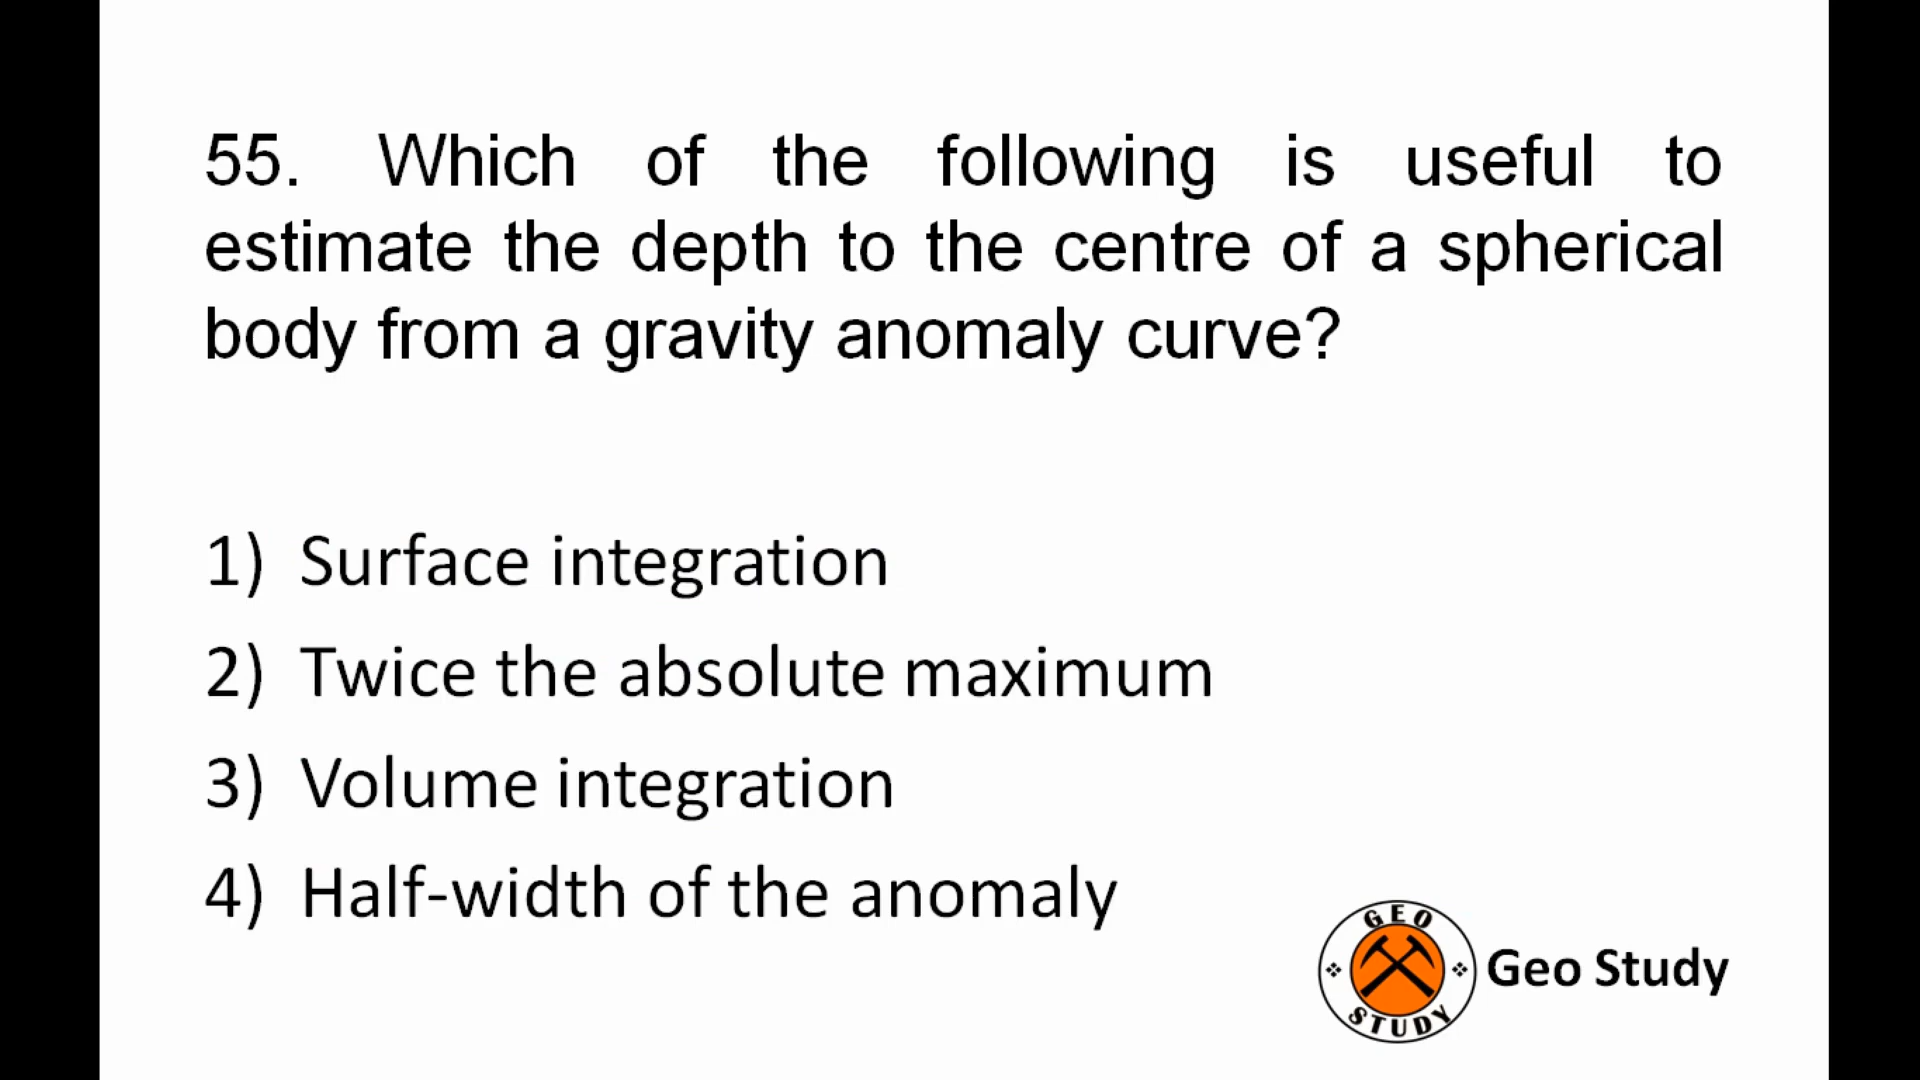 55. Which of the following is useful to
estimate the depth to the centre of a spherical
body from a gravity anomaly curve?
1) Surface integration
2) Twice the absolute maximum
3) Volume integration
4) Half-width of the anomaly
GEO
STUDY
Geo Study